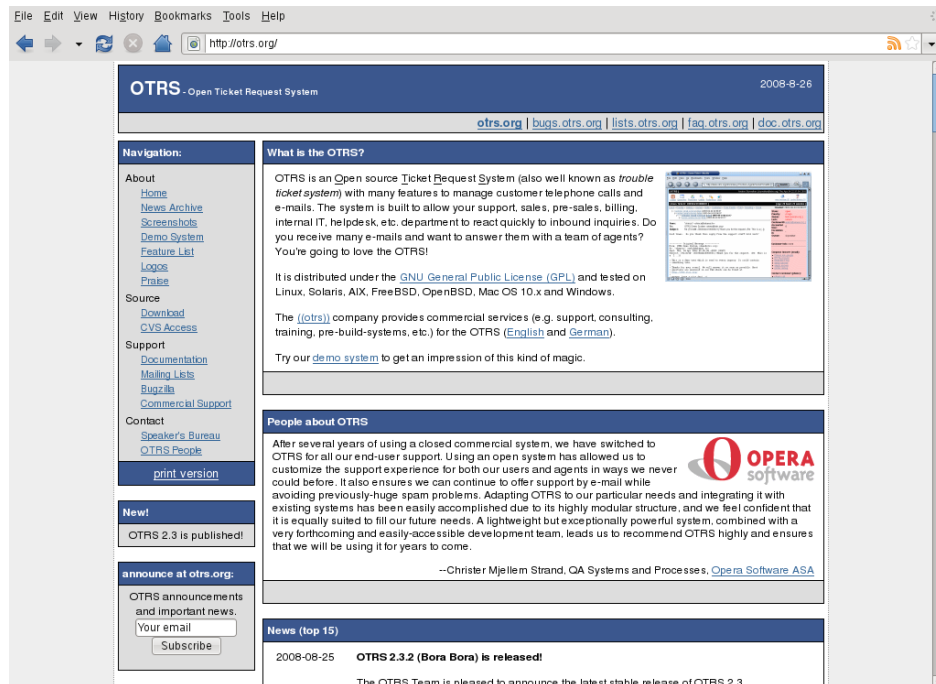 File Edit View History Bookmarks Tools Help
http://otrs.org/
OTRS - Open Ticket Request System
2008-8-26
otrs.org | bugs.otrs.org | lists.otrs.org | faq.otrs.org | doc.otrs.org
Navigation:
About
Home
News Archive
Screenshots
Demo System
Feature List
Logos
Praise
Source
Download
CVS Access
Support
Documentation
Mailing Lists
Bugzilla
Commercial Support
Contact
Speaker's Bureau
OTRS People
print version
New!
OTRS 2.3 is published!
announce at otrs.org:
OTRS announcements
and important news.
Your email
Subscribe
What is the OTRS?
OTRS is an Open source Ticket Request System (also well known as trouble
ticket system) with many features to manage customer telephone calls and
e-mails. The system is built to allow your support, sales, pre-sales, billing,
internal IT, helpdesk, etc. department to react quickly to inbound inquiries. Do
you receive many e-mails and want to answer them with a team of agents?
You're going to love the OTRS!
It is distributed under the GNU General Public License (GPL) and tested on
Linux, Solaris, AIX, FreeBSD, OpenBSD, Mac OS 10.x and Windows.
The ((otrs)) company provides commercial services (e.g. support, consulting,
training, pre-build-systems, etc.) for the OTRS (English and German).
Try our demo system to get an impression of this kind of magic.
People about OTRS
After several years of using a closed commercial system, we have switched to
OTRS for all our end-user support. Using an open system has allowed us to
customize the support experience for both our users and agents in ways we never
could before. It also ensures we can continue to offer support by e-mail while
avoiding previously-huge spam problems. Adapting OTRS to our particular needs and integrating it with
existing systems has been easily accomplished due to its highly modular structure, and we feel confident that
it is equally suited to fill our future needs. A lightweight but exceptionally powerful system, combined with a
very forthcoming and easily-accessible development team, leads us to recommend OTRS highly and ensures
that we will be using it for years to come.
OPERA
software
--Christer Mjellem Strand, QA Systems and Processes, Opera Software ASA
News (top 15)
2008-08-25 OTRS 2.3.2 (Bora Bora) is released!
The OTRS Team is pleased to announce the latest stable release of OTRS 2.3